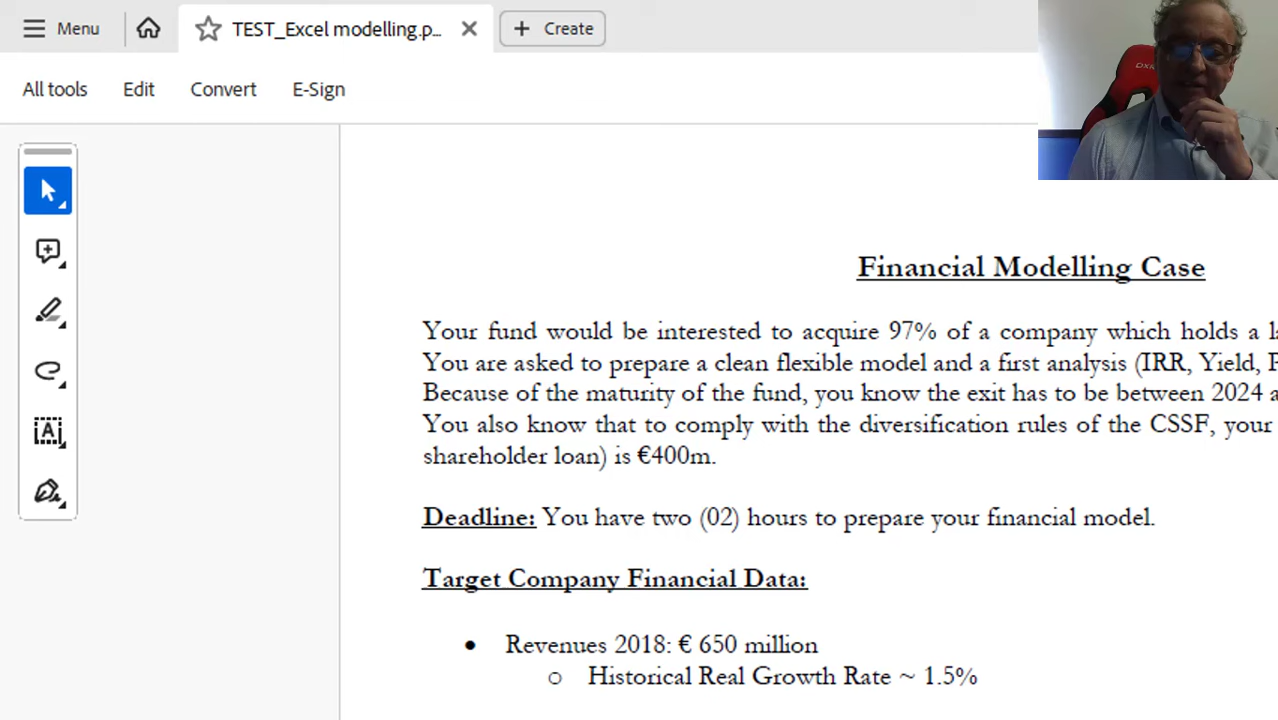 Menu
TEST_Excel modelling.p...
Create
All tools
Edit
Convert
E-Sign
Financial Modelling Case
Your fund would be interested to acquire 97% of a company which holds a
You are asked to prepare a clean flexible model and a first analysis (IRR, Yield,
Because of the maturity of the fund, you know the exit has to be between 2024
You also know that to comply with the diversification rules of the CSSF, your
shareholder loan) is €400m.
Deadline: You have two (02) hours to prepare your financial model.
Target Company Financial Data:
• Revenues 2018: € 650 million
o Historical Real Growth Rate ~ 1.5%